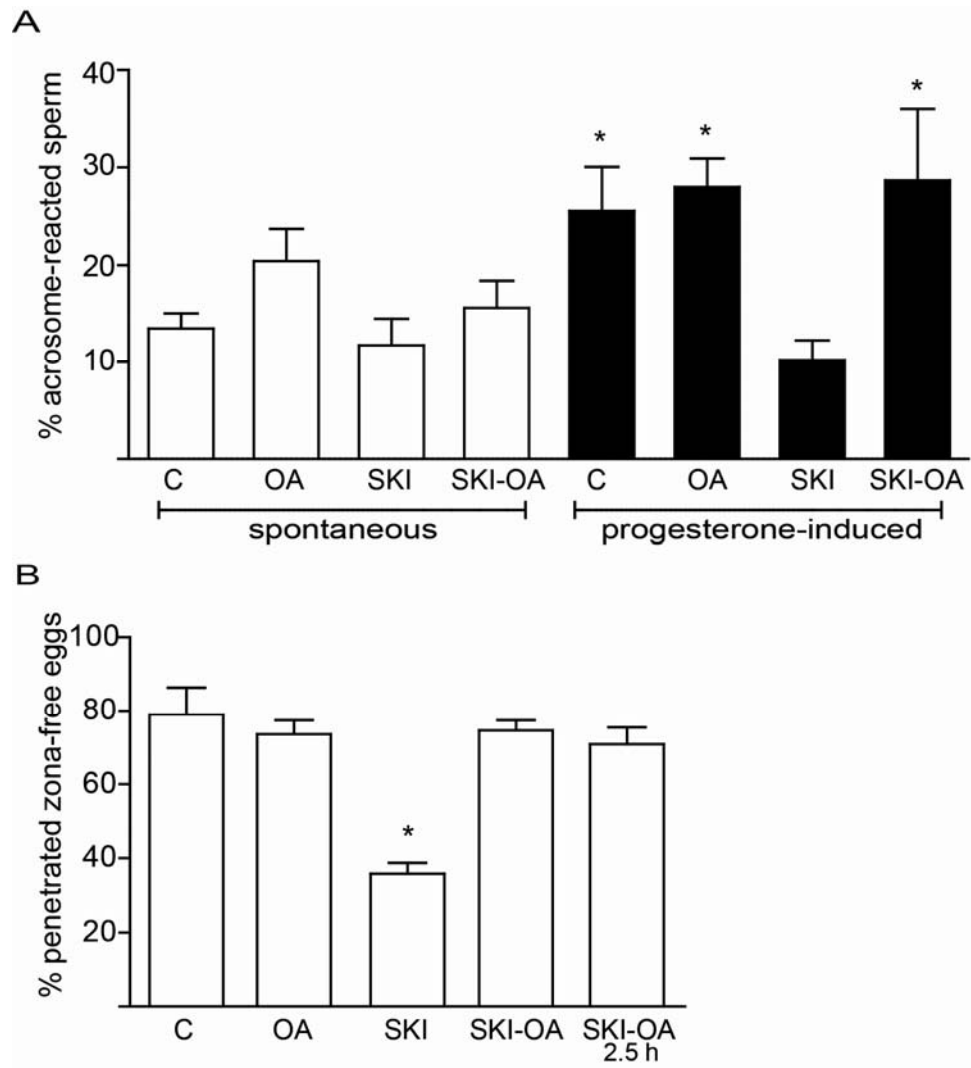 A
% acrosome-reacted sperm
40
30
20
10
* * *
C OA SKI SKI-OA C OA SKI SKI-OA
spontaneous progesterone-induced
B
% penetrated zona-free eggs
100
80
60
40
20
*
C OA SKI SKI-OA SKI-OA
2.5 h